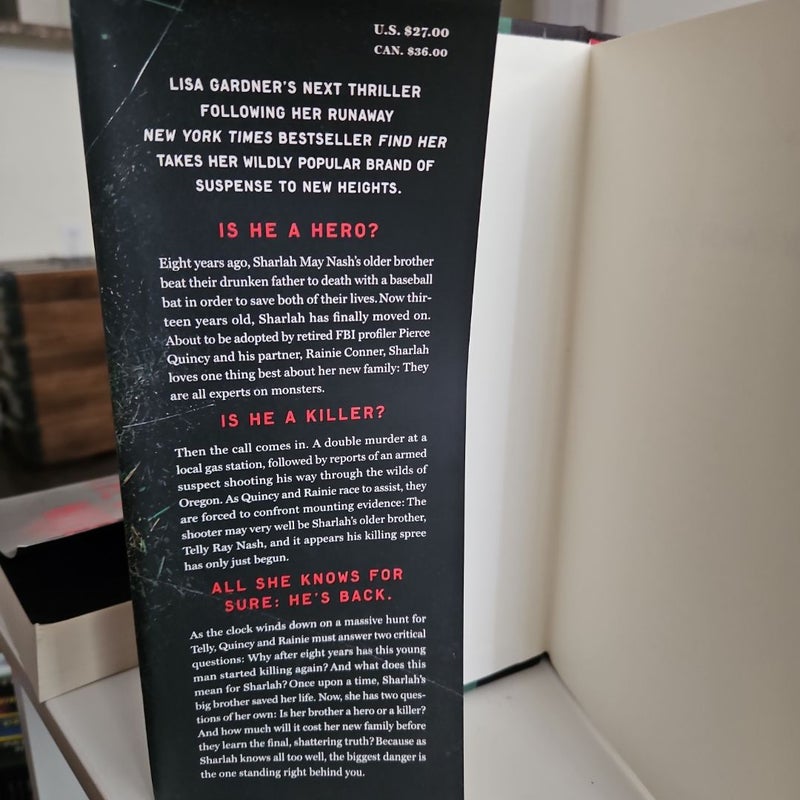 U.S. $27.00
CAN. $36.00
LISA GARDNER'S NEXT THRILLER
FOLLOWING HER RUNAWAY
NEW YORK TIMES BESTSELLER FIND HER
TAKES HER WILDLY POPULAR BRAND OF
SUSPENSE TO NEW HEIGHTS.
IS HE A HERO?
Eight years ago, Sharlah May Nash's older brother
beat their drunken father to death with a baseball
bat in order to save both of their lives. Now thir-
teen years old, Sharlah has finally moved on.
About to be adopted by retired FBI profiler Pierce
Quincy and his partner, Rainie Conner, Sharlah
loves one thing best about her new family: They
are all experts on monsters.
IS HE A KILLER?
Then the call comes in. A double murder at a
local gas station, followed by reports of an armed
suspect shooting his way through the wilds of
Oregon. As Quincy and Rainie race to assist, they
are forced to confront mounting evidence: The
shooter may very well be Sharlah's older brother,
Telly Ray Nash, and it appears his killing spree
has only just begun.
ALL SHE KNOWS FOR
SURE: HE'S BACK.
As the clock winds down on a massive hunt for
Telly, Quincy and Rainie must answer two critical
questions: Why after eight years has this young
man started killing again? And what does this
mean for Sharlah? Once upon a time, Sharlah's
big brother saved her life. Now, she has two ques-
tions of her own: Is her brother a hero or a killer?
And how much will it cost her new family before
they learn the final, shattering truth? Because as
Sharlah knows all too well, the biggest danger is
the one standing right behind you.